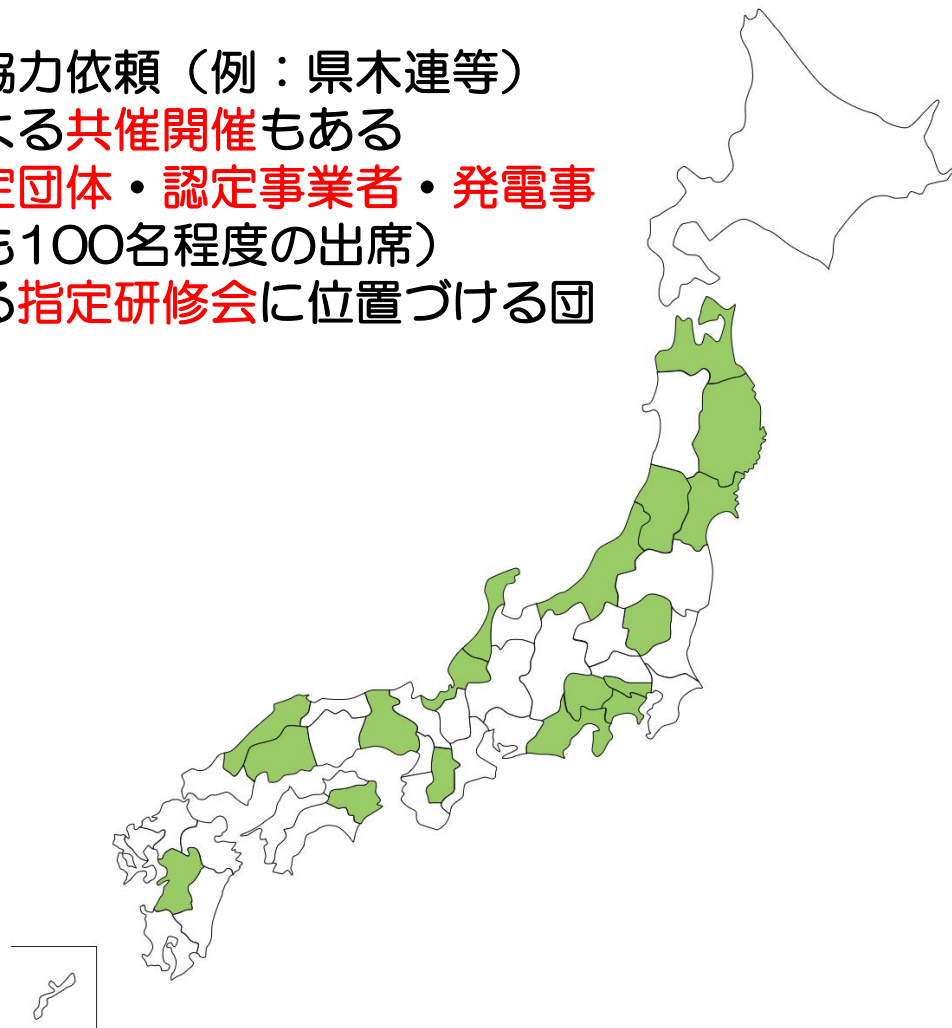 協力依頼（例：県木連等）
よる共催開催もある
定団体・認定事業者・発電事
も100名程度の出席）
る指定研修会に位置づける団